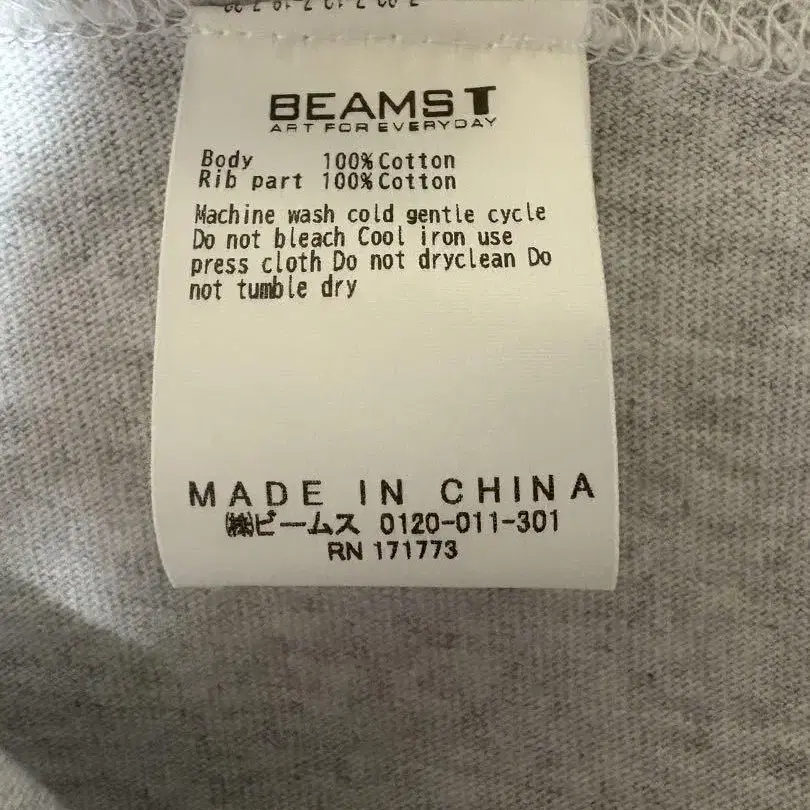 BEAMS T
ART FOR EVERYDAY
Body 100%Cotton
Rib part 100%Cotton
Machine wash cold gentle cycle
Do not bleach Cool iron use
press cloth Do not dryclean Do
not tumble dry
MADE IN CHINA
㈱ビームス 0120-011-301
RN 171773